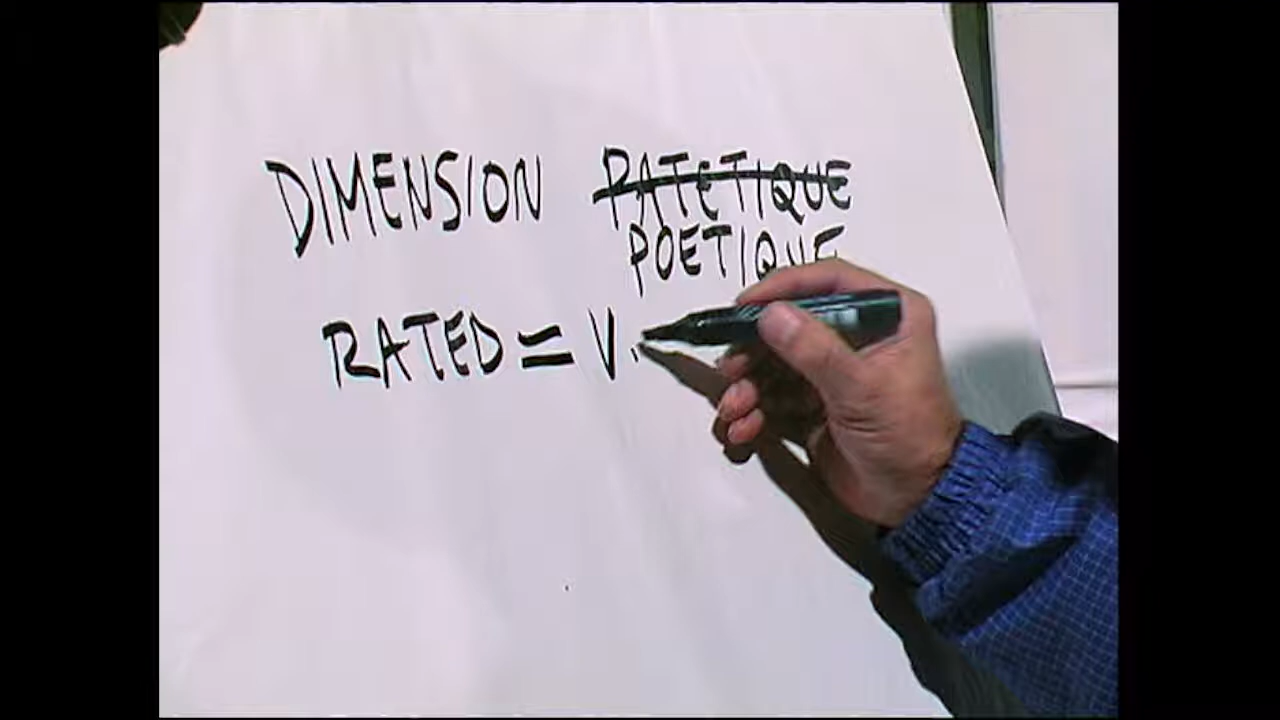 DIMENSION PATETIQUE
POETIQUE
RATED = V.